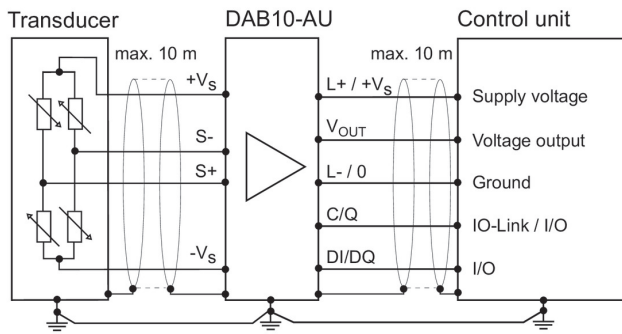 Transducer
DAB10-AU
Control unit
max. 10 m
max. 10 m
+Vs
L+ / +Vs
Supply voltage
VOUT
Voltage output
S-
S+
L- / 0
Ground
C/Q
IO-Link / I/O
-Vs
DI/DQ
I/O